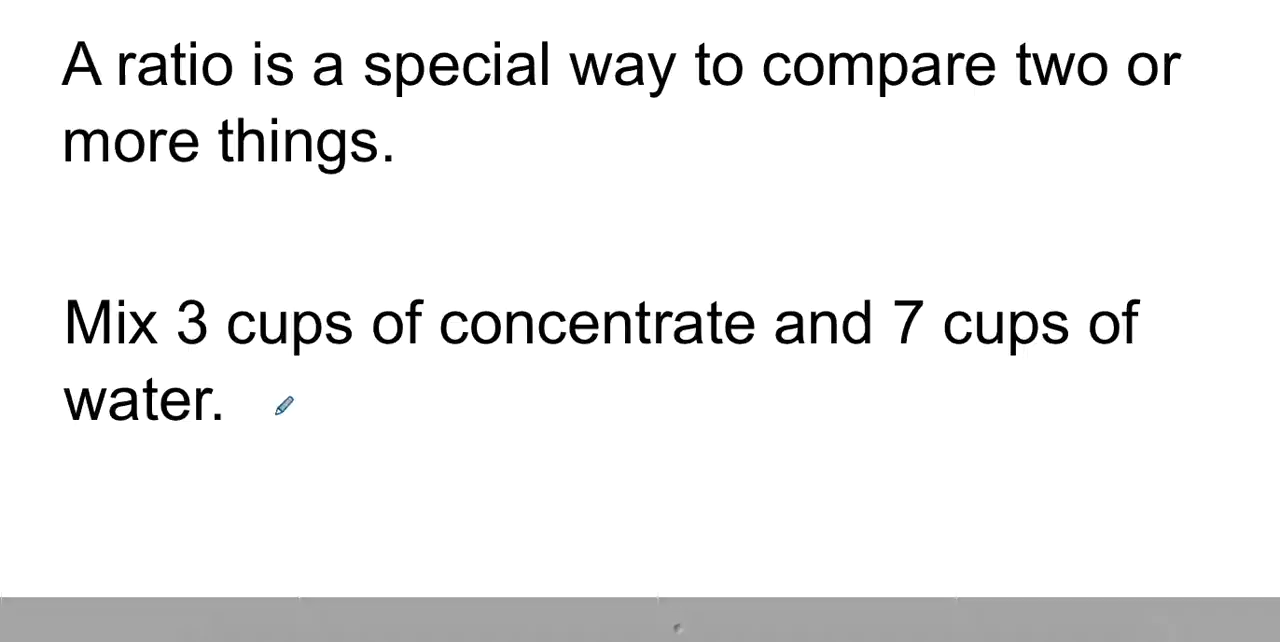 A ratio is a special way to compare two or
more things.
Mix 3 cups of concentrate and 7 cups of
water.